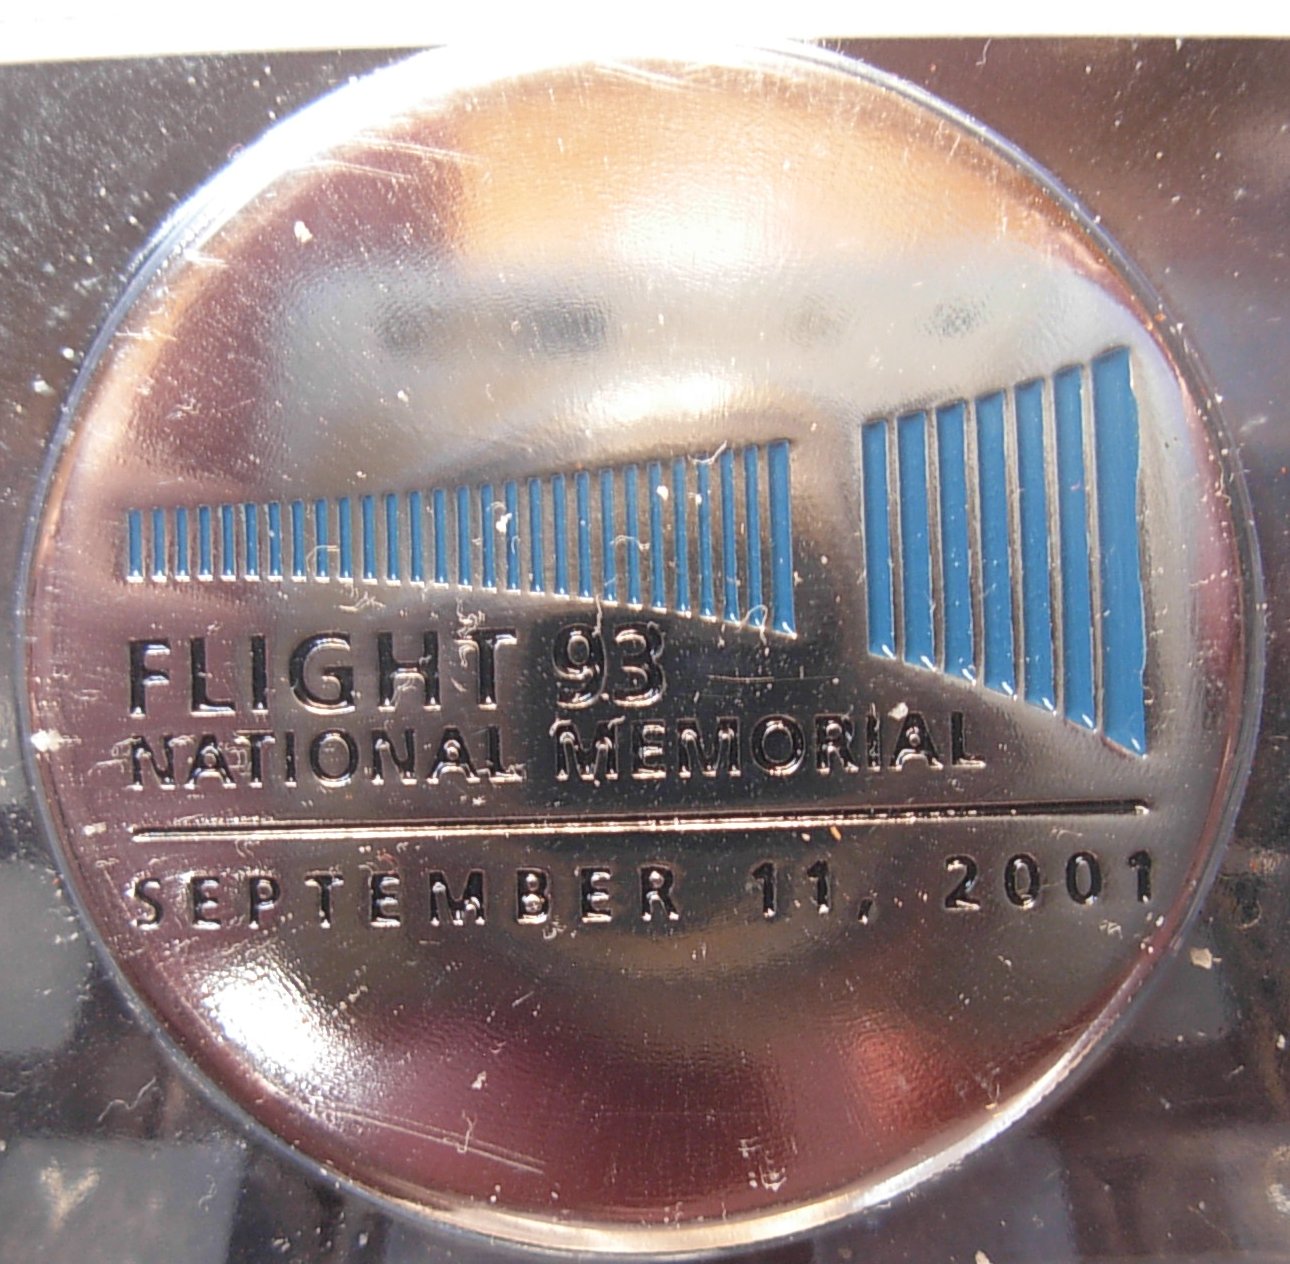 FLIGHT 93
NATIONAL MEMORIAL
SEPTEMBER 11, 2001